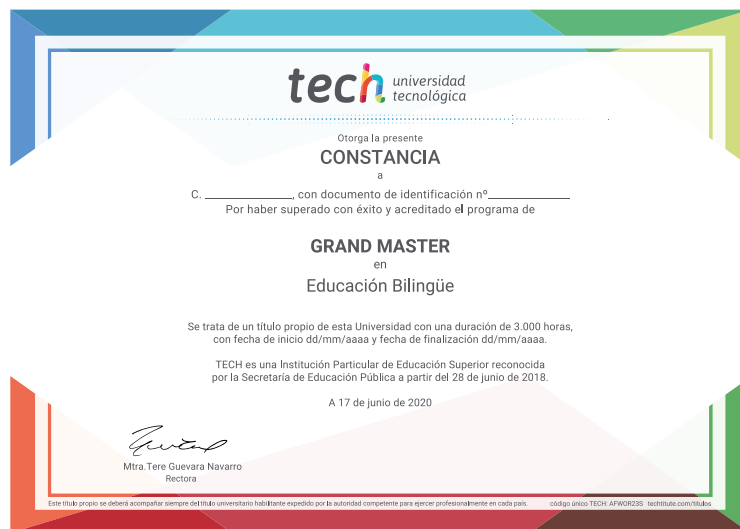 tech universidad
tecnológica
Otorga la presente
CONSTANCIA
a
C. ______________, con documento de identificación nº______________
Por haber superado con éxito y acreditado el programa de
GRAND MASTER
en
Educación Bilingüe
Se trata de un título propio de esta Universidad con una duración de 3.000 horas,
con fecha de inicio dd/mm/aaaa y fecha de finalización dd/mm/aaaa.
TECH es una Institución Particular de Educación Superior reconocida
por la Secretaría de Educación Pública a partir del 28 de junio de 2018.
A 17 de junio de 2020
Mtra.Tere Guevara Navarro
Rectora
Este título propio se deberá acompañar siempre del título universitario habilitante expedido por la autoridad competente para ejercer profesionalmente en cada país. código único TECH: AFWOR23S techtitute.com/titulos